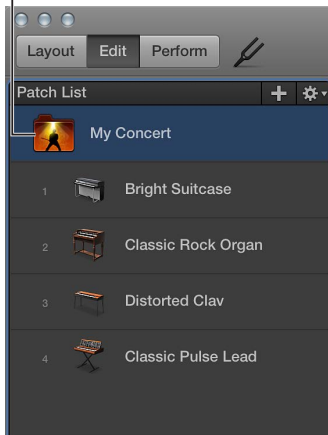 Layout Edit Perform
Patch List
My Concert
1 Bright Suitcase
2 Classic Rock Organ
3 Distorted Clav
4 Classic Pulse Lead